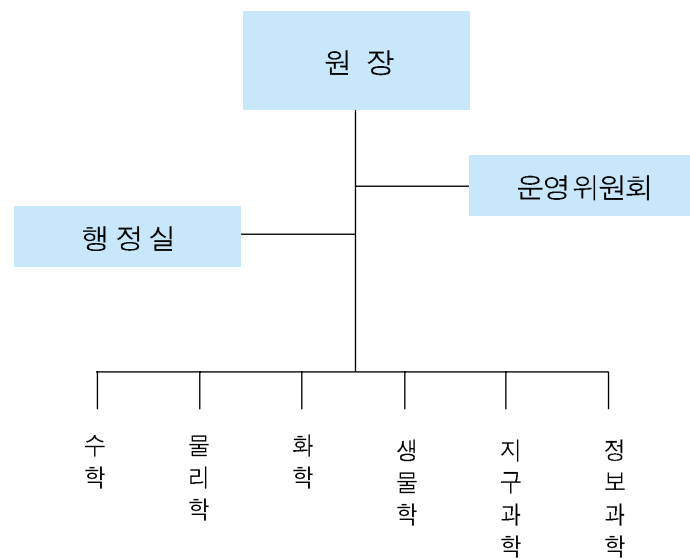 원 장
운영위원회
행정실
수학
물리학
화학
생물학
지구과학
정보과학